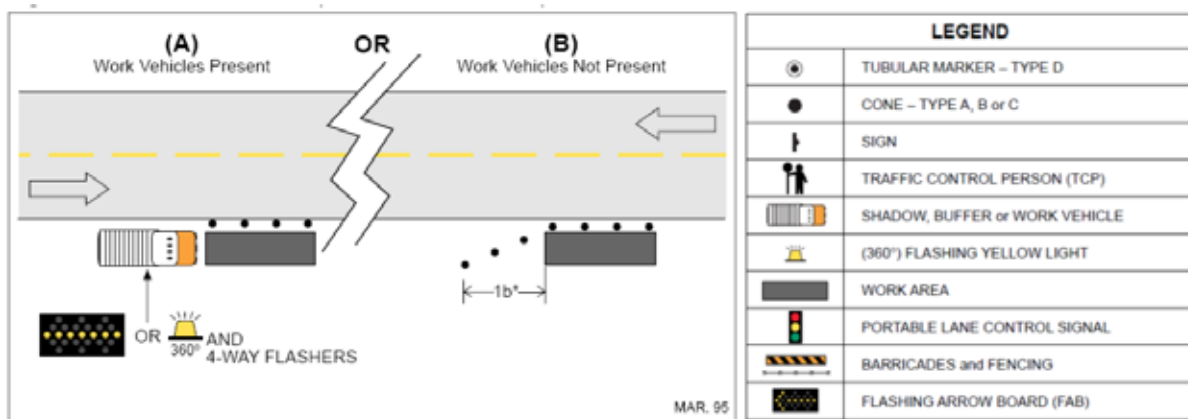 (A)
Work Vehicles Present
OR
(B)
Work Vehicles Not Present
1b*
OR
360º
AND
4-WAY FLASHERS
MAR. 95
LEGEND
TUBULAR MARKER – TYPE D
CONE – TYPE A, B or C
SIGN
TRAFFIC CONTROL PERSON (TCP)
SHADOW, BUFFER or WORK VEHICLE
(360º) FLASHING YELLOW LIGHT
WORK AREA
PORTABLE LANE CONTROL SIGNAL
BARRICADES and FENCING
FLASHING ARROW BOARD (FAB)